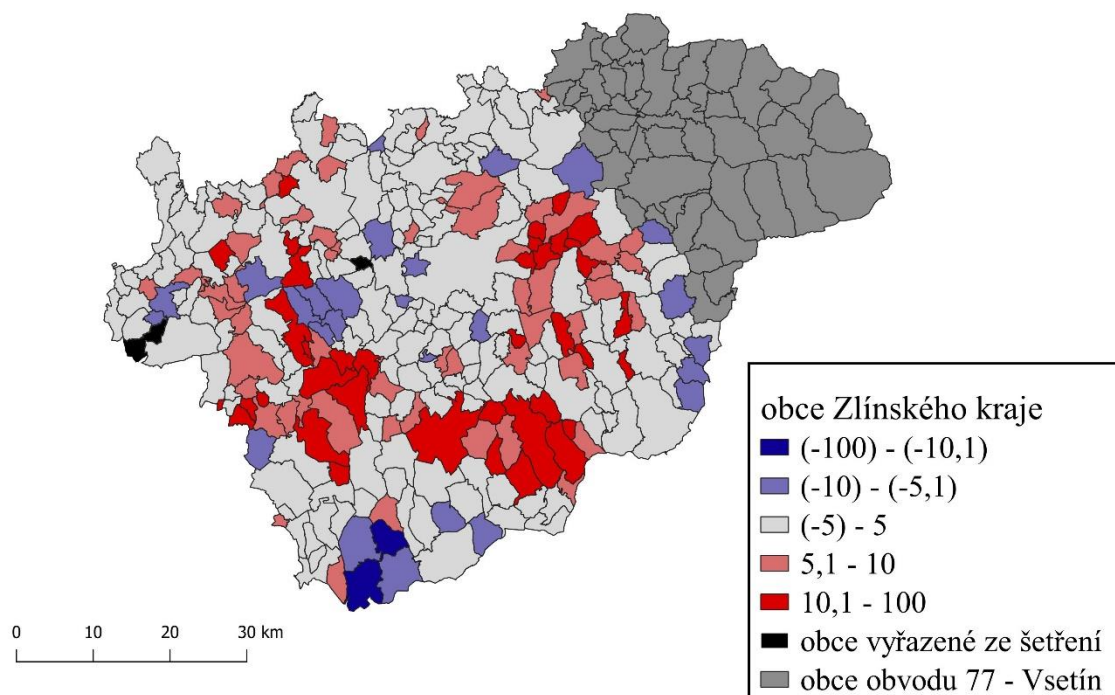 obce Zlínského kraje
(-100) - (-10,1)
(-10) - (-5,1)
(-5) - 5
5,1 - 10
10,1 - 100
obce vyřazené ze šetření
obce obvodu 77 - Vsetín
0 10 20 30 km